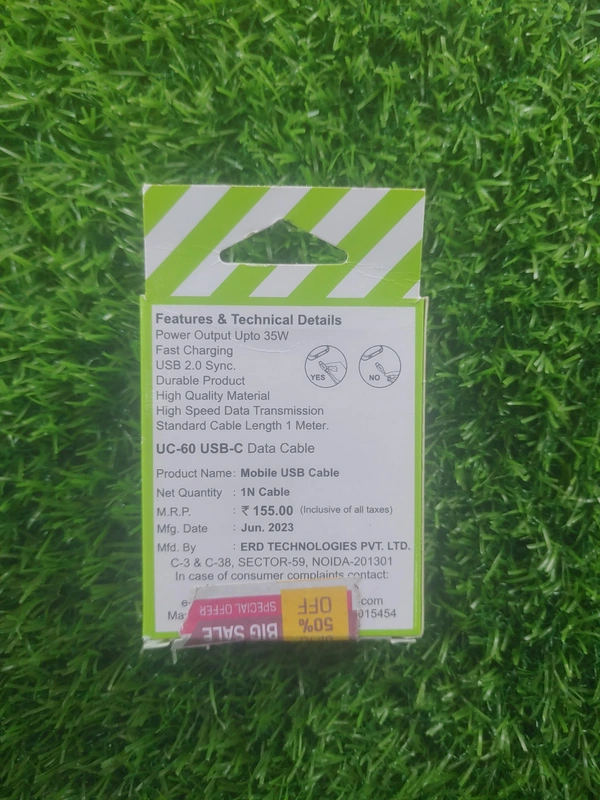 Features & Technical Details
Power Output Upto 35W
Fast Charging
USB 2.0 Sync.
Durable Product
High Quality Material
High Speed Data Transmission
Standard Cable Length 1 Meter.
YES
NO
UC-60 USB-C Data Cable
Product Name: Mobile USB Cable
Net Quantity : 1N Cable
M.R.P. : ₹ 155.00 (Inclusive of all taxes)
Mfg. Date : Jun. 2023
Mfd. By : ERD TECHNOLOGIES PVT. LTD.
C-3 & C-38, SECTOR-59, NOIDA-201301
In case of consumer complaints contact:
BIG SALE
SPECIAL OFFER
50%
OFF